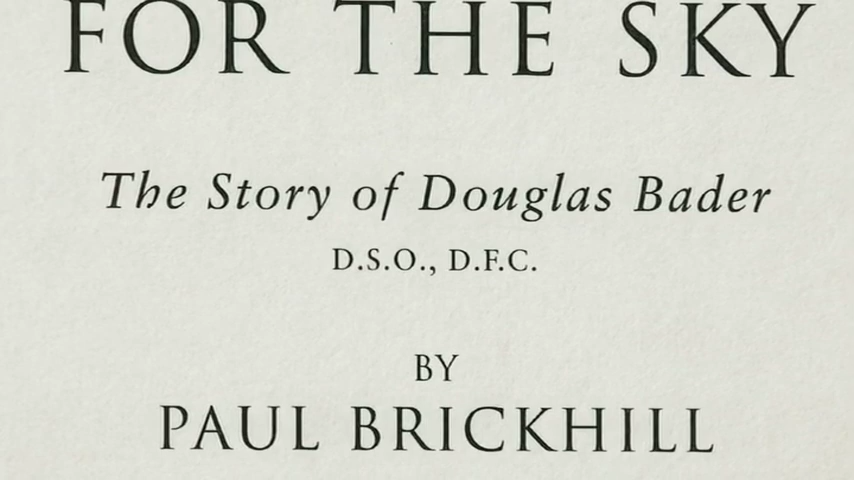 FOR THE SKY
The Story of Douglas Bader
D.S.O., D.F.C.
BY
PAUL BRICKHILL